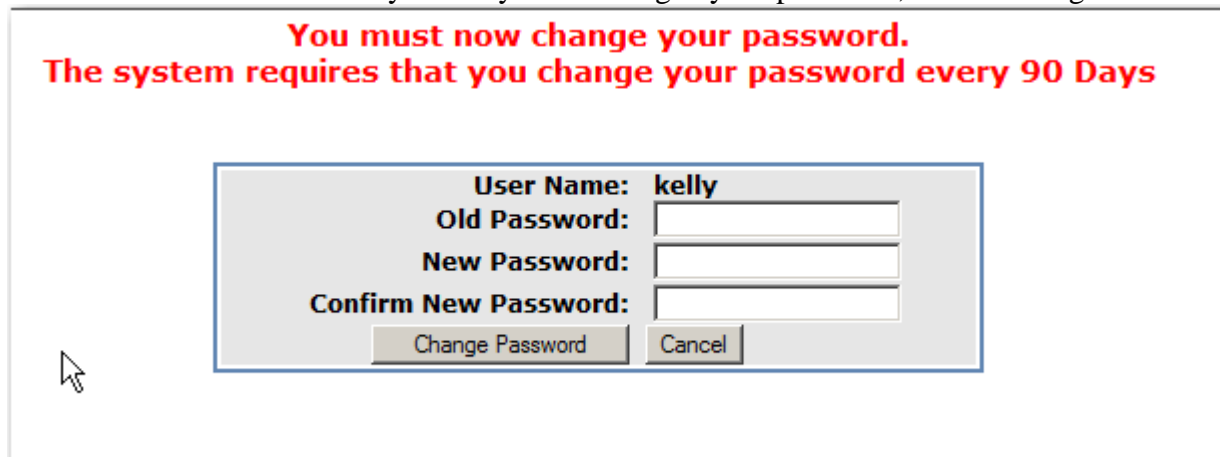 You must now change your password.
The system requires that you change your password every 90 Days
User Name: kelly
Old Password:
New Password:
Confirm New Password:
Change Password Cancel